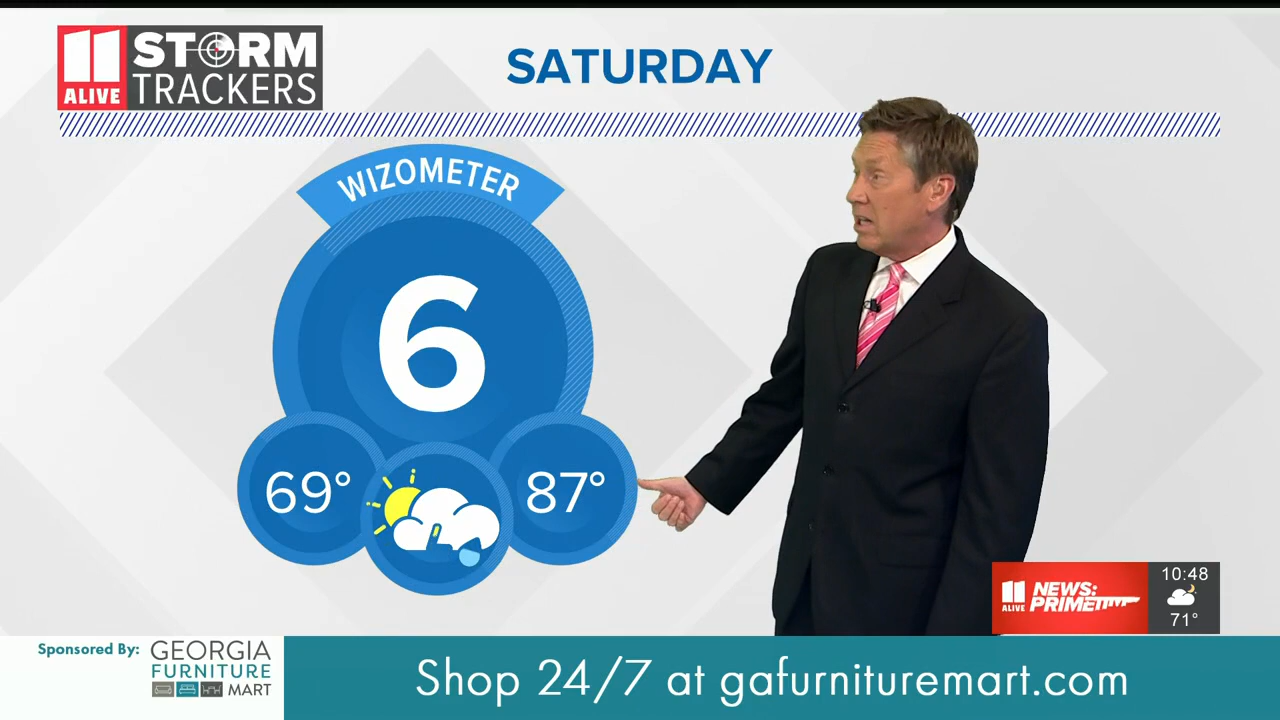 11
ALIVE
STORM
TRACKERS
SATURDAY
WIZOMETER
6
69°
87°
11
ALIVE
NEWS:
PRIME
10:48
71°
Sponsored By:
GEORGIA
FURNITURE
MART
Shop 24/7 at gafurnituremart.com